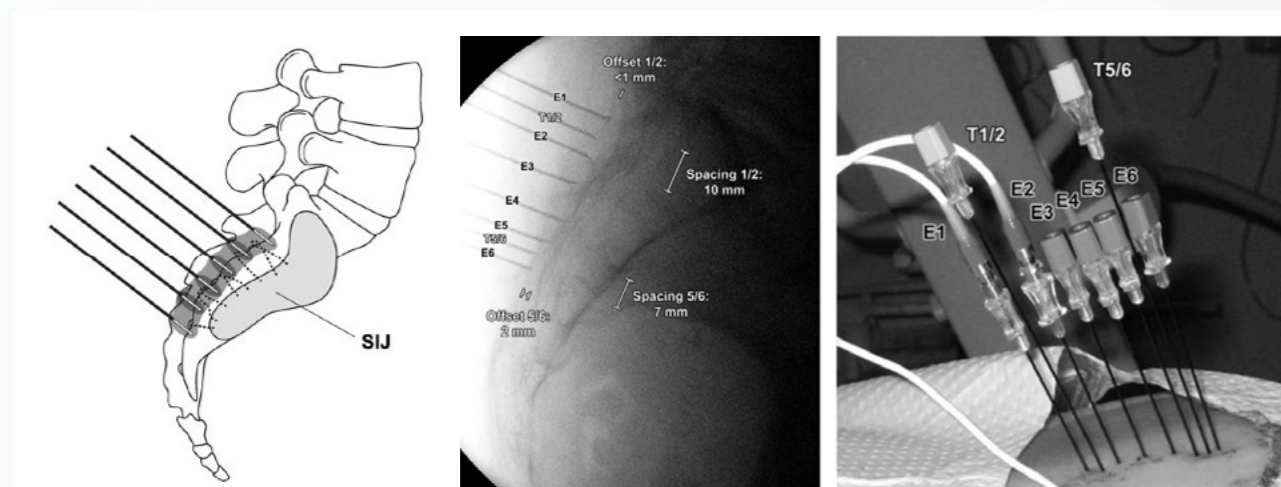 SIJ
Offset 1/2:
<1 mm
E1
T1/2
E2
E3
E4
E5
T5/6
E6
Spacing 1/2:
10 mm
Spacing 5/6:
7 mm
Offset 5/6:
2 mm
T5/6
T1/2
E6
E5
E4
E3
E2
E1